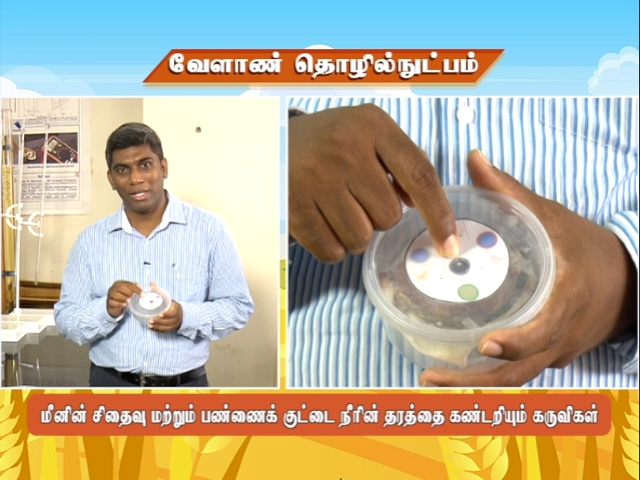 வேளாண் தொழில்நுட்பம்
மீனின் சிதைவு மற்றும் பண்ணைக் குட்டை நீரின் தரத்தை கண்டறியும் கருவிகள்